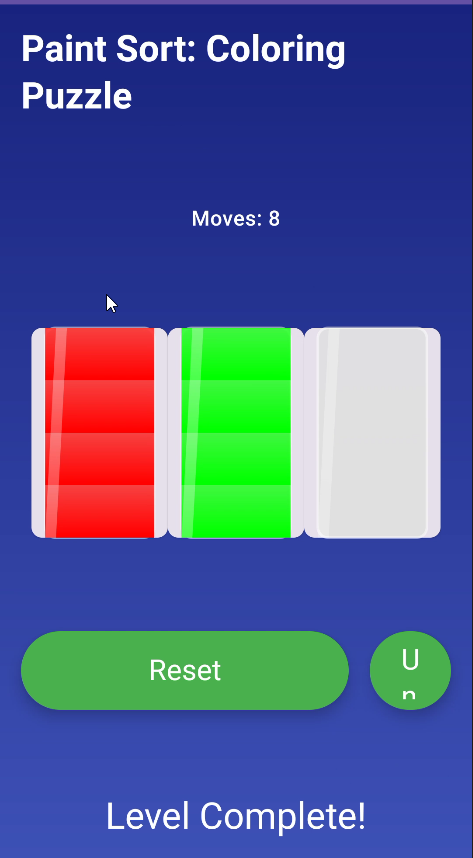 Paint Sort: Coloring
Puzzle
Moves: 8
Reset
U
n
Level Complete!